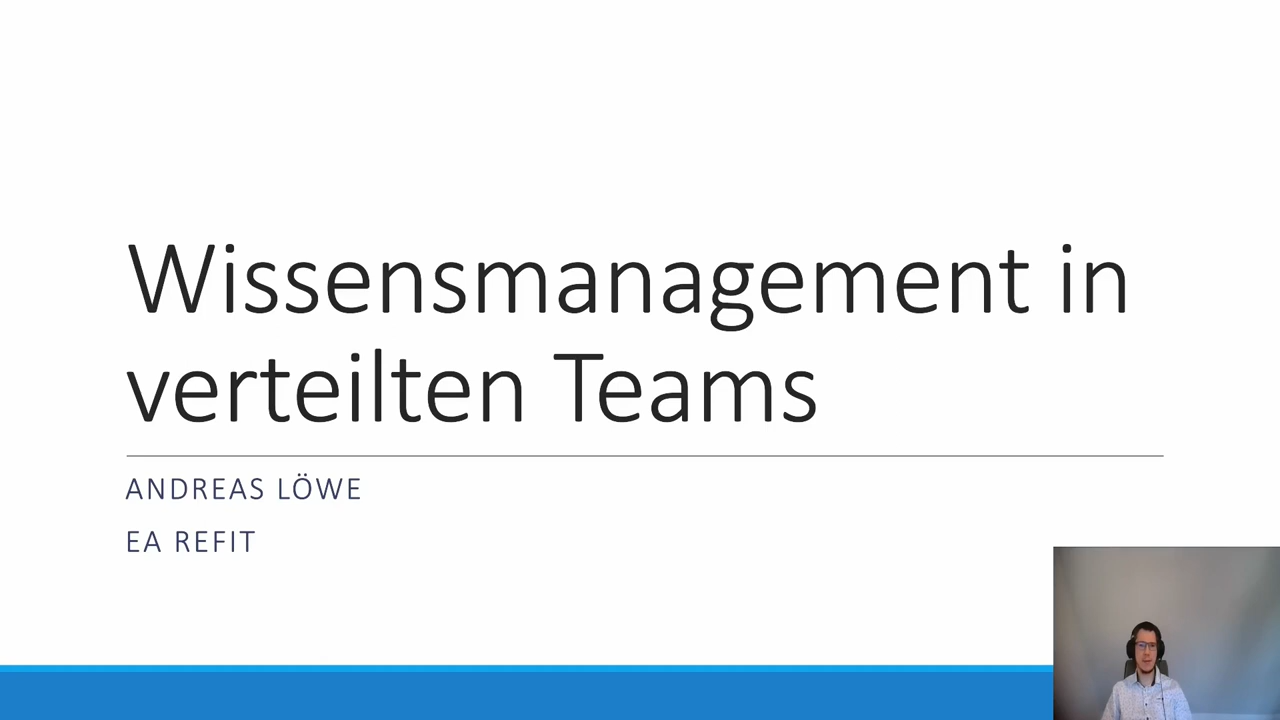 Wissensmanagement in
verteilten Teams
ANDREAS LÖWE
EA REFIT